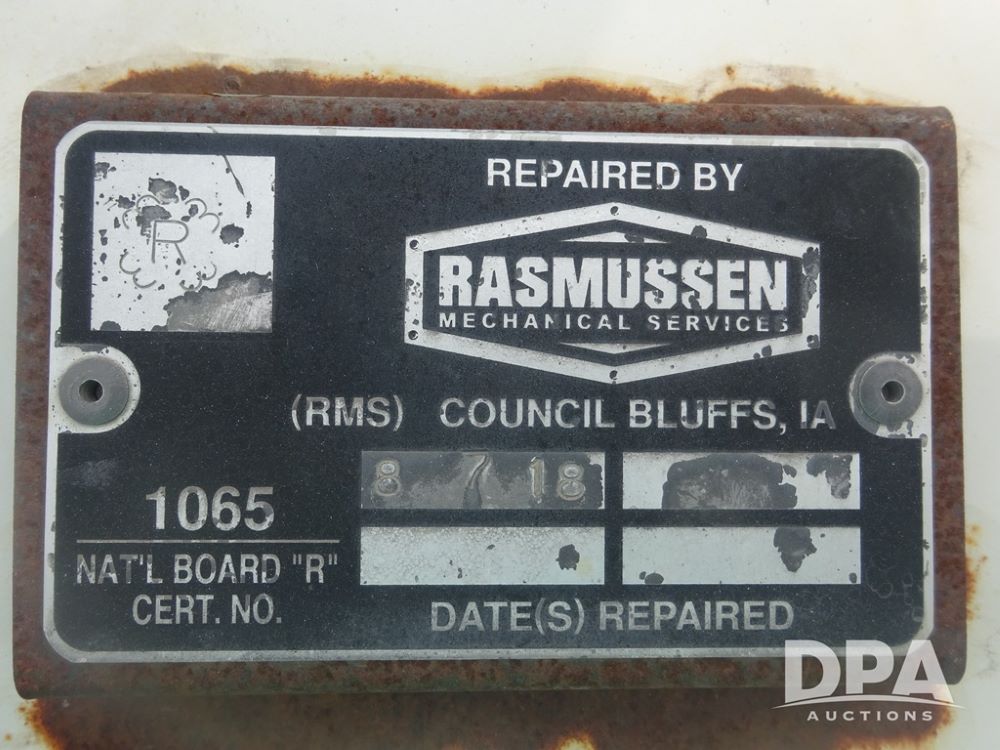 R
REPAIRED BY
RASMUSSEN
MECHANICAL SERVICES
(RMS) COUNCIL BLUFFS, IA
8 7 18
1065
NAT'L BOARD "R"
CERT. NO.
DATE(S) REPAIRED
DPA
AUCTIONS